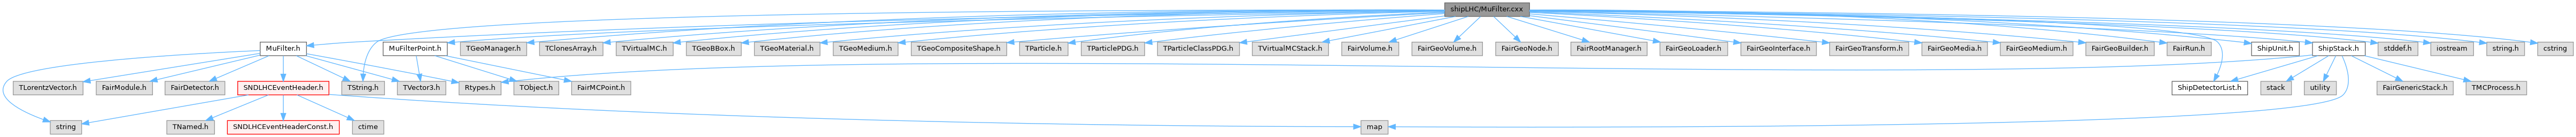 shipLHC/MuFilter.cxx
MuFilter.h
MuFilterPoint.h
TGeoManager.h
TClonesArray.h
TVirtualMC.h
TGeoBBox.h
TGeoMaterial.h
TGeoMedium.h
TGeoCompositeShape.h
TParticle.h
TParticlePDG.h
TParticleClassPDG.h
TVirtualMCStack.h
FairVolume.h
FairGeoVolume.h
FairGeoNode.h
FairRootManager.h
FairGeoLoader.h
FairGeoInterface.h
FairGeoTransform.h
FairGeoMedia.h
FairGeoMedium.h
FairGeoBuilder.h
FairRun.h
ShipUnit.h
ShipStack.h
stddef.h
iostream
string.h
cstring
TLorentzVector.h
FairModule.h
FairDetector.h
SNDLHCEventHeader.h
TString.h
TVector3.h
Rtypes.h
TObject.h
FairMCPoint.h
ShipDetectorList.h
stack
utility
FairGenericStack.h
TMCProcess.h
string
TNamed.h
SNDLHCEventHeaderConst.h
ctime
map